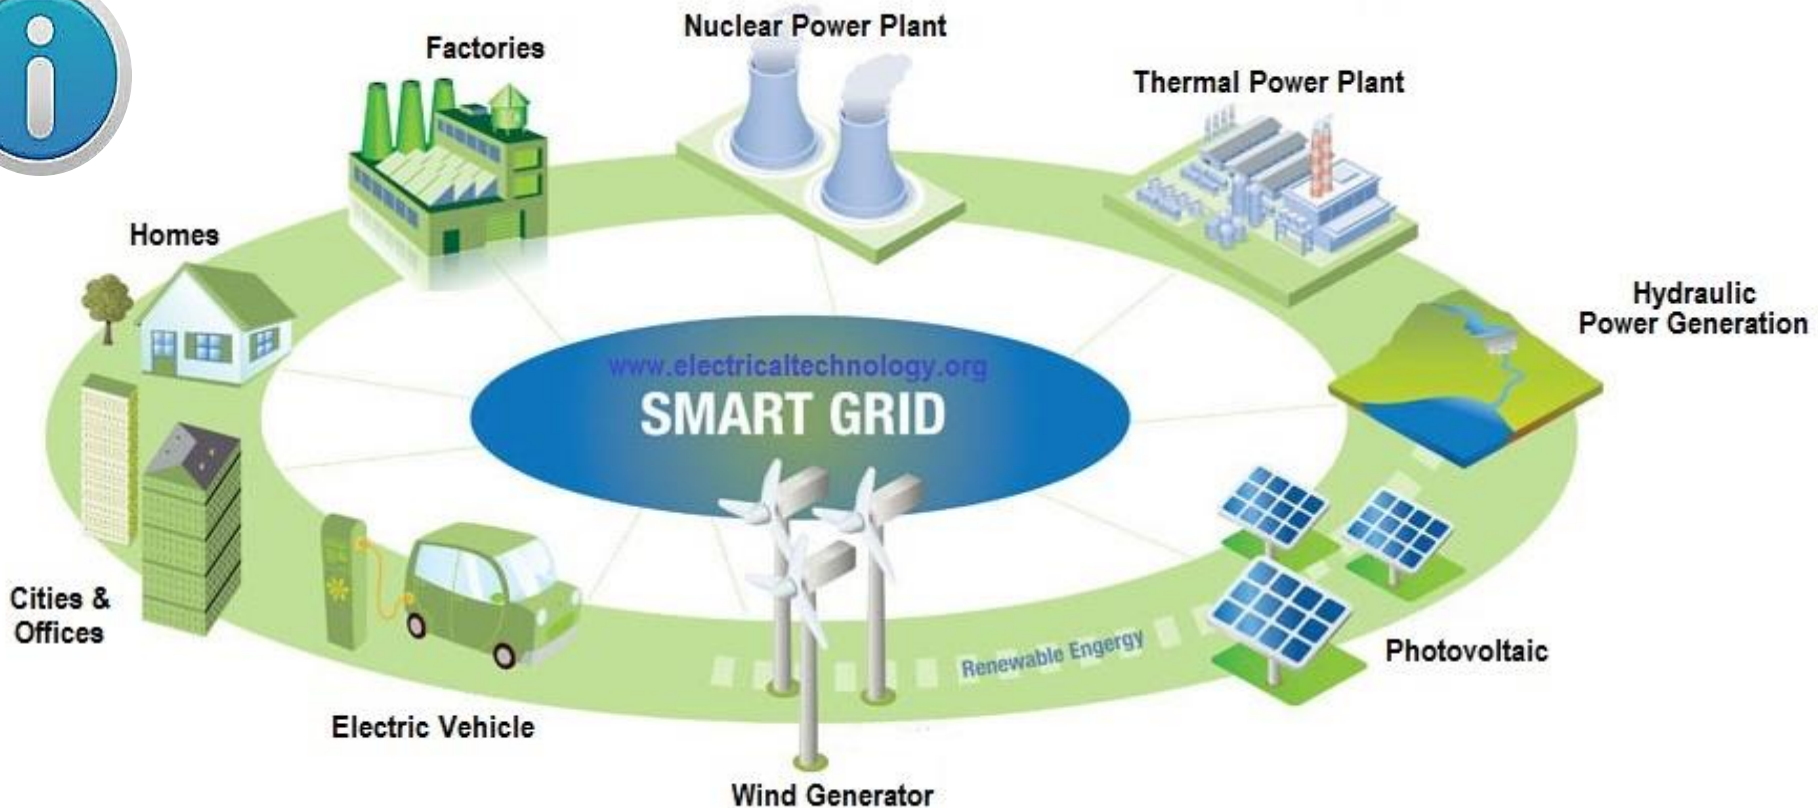 Nuclear Power Plant
Factories
Thermal Power Plant
Homes
Hydraulic
Power Generation
www.electricaltechnology.org
SMART GRID
Cities &
Offices
Renewable Engergy
Photovoltaic
Electric Vehicle
Wind Generator